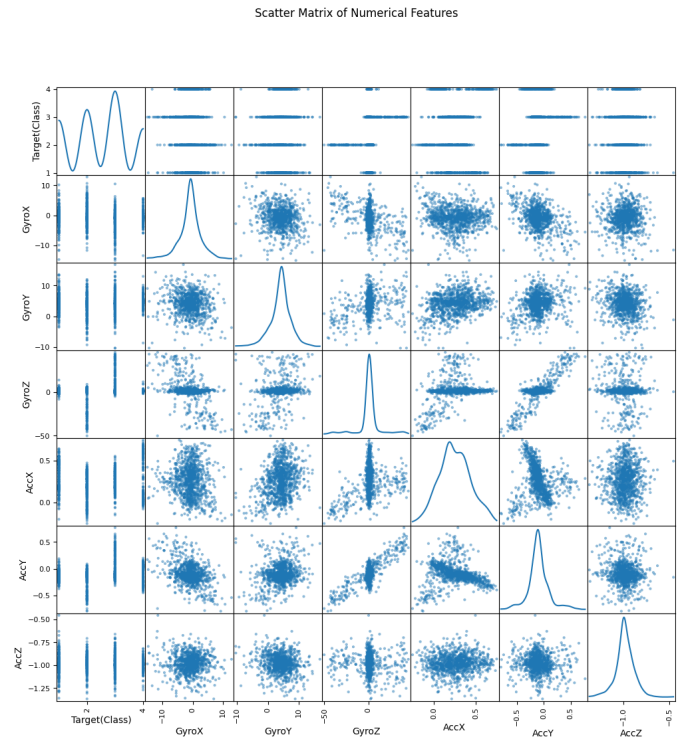 Scatter Matrix of Numerical Features
Target(Class)
4
3
2
1
GyroX
10
0
−10
GyroY
10
0
−10
GyroZ
0
−50
AccX
0.5
0.0
AccY
0.5
0.0
−0.5
AccZ
−0.50
−0.75
−1.00
−1.25
2 4 −10 0 10 −10 0 10 −50 0 0.0 0.5 −0.5 0.0 0.5 −1.0 −0.5
Target(Class) GyroX GyroY GyroZ AccX AccY AccZ